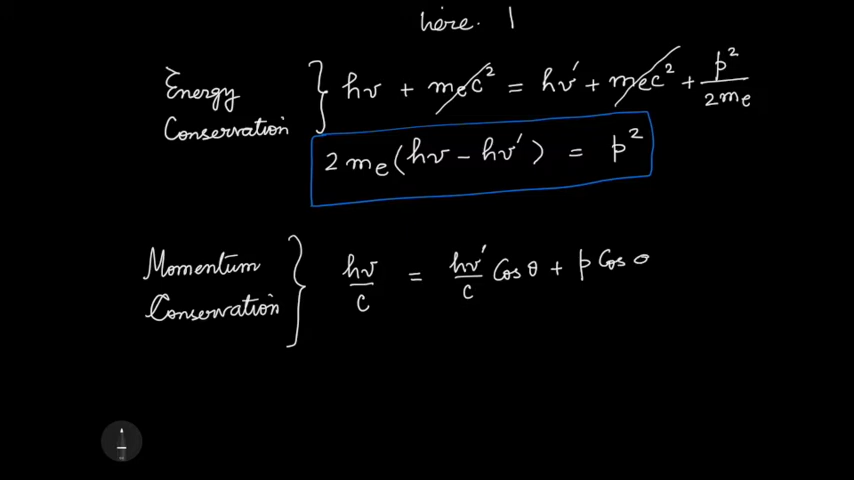 here. |
Energy Conservation } hν + mₑc² = hν′ + mₑc² + p²/2mₑ
2mₑ(hν − hν′) = p²
Momentum Conservation } hν/c = hν′/c Cos θ + p Cos